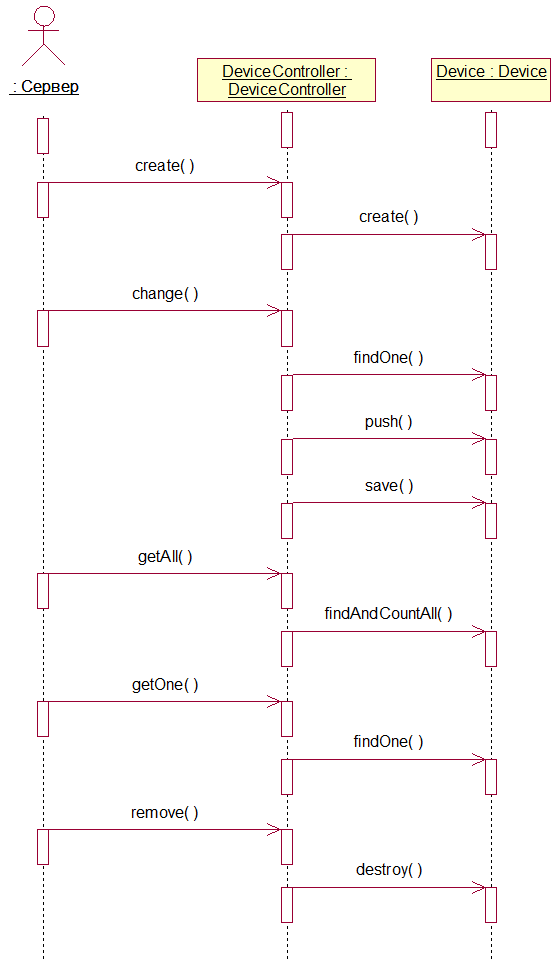 : Сервер
DeviceController :
DeviceController
Device : Device
create( )
create( )
change( )
findOne( )
push( )
save( )
getAll( )
findAndCountAll( )
getOne( )
findOne( )
remove( )
destroy( )